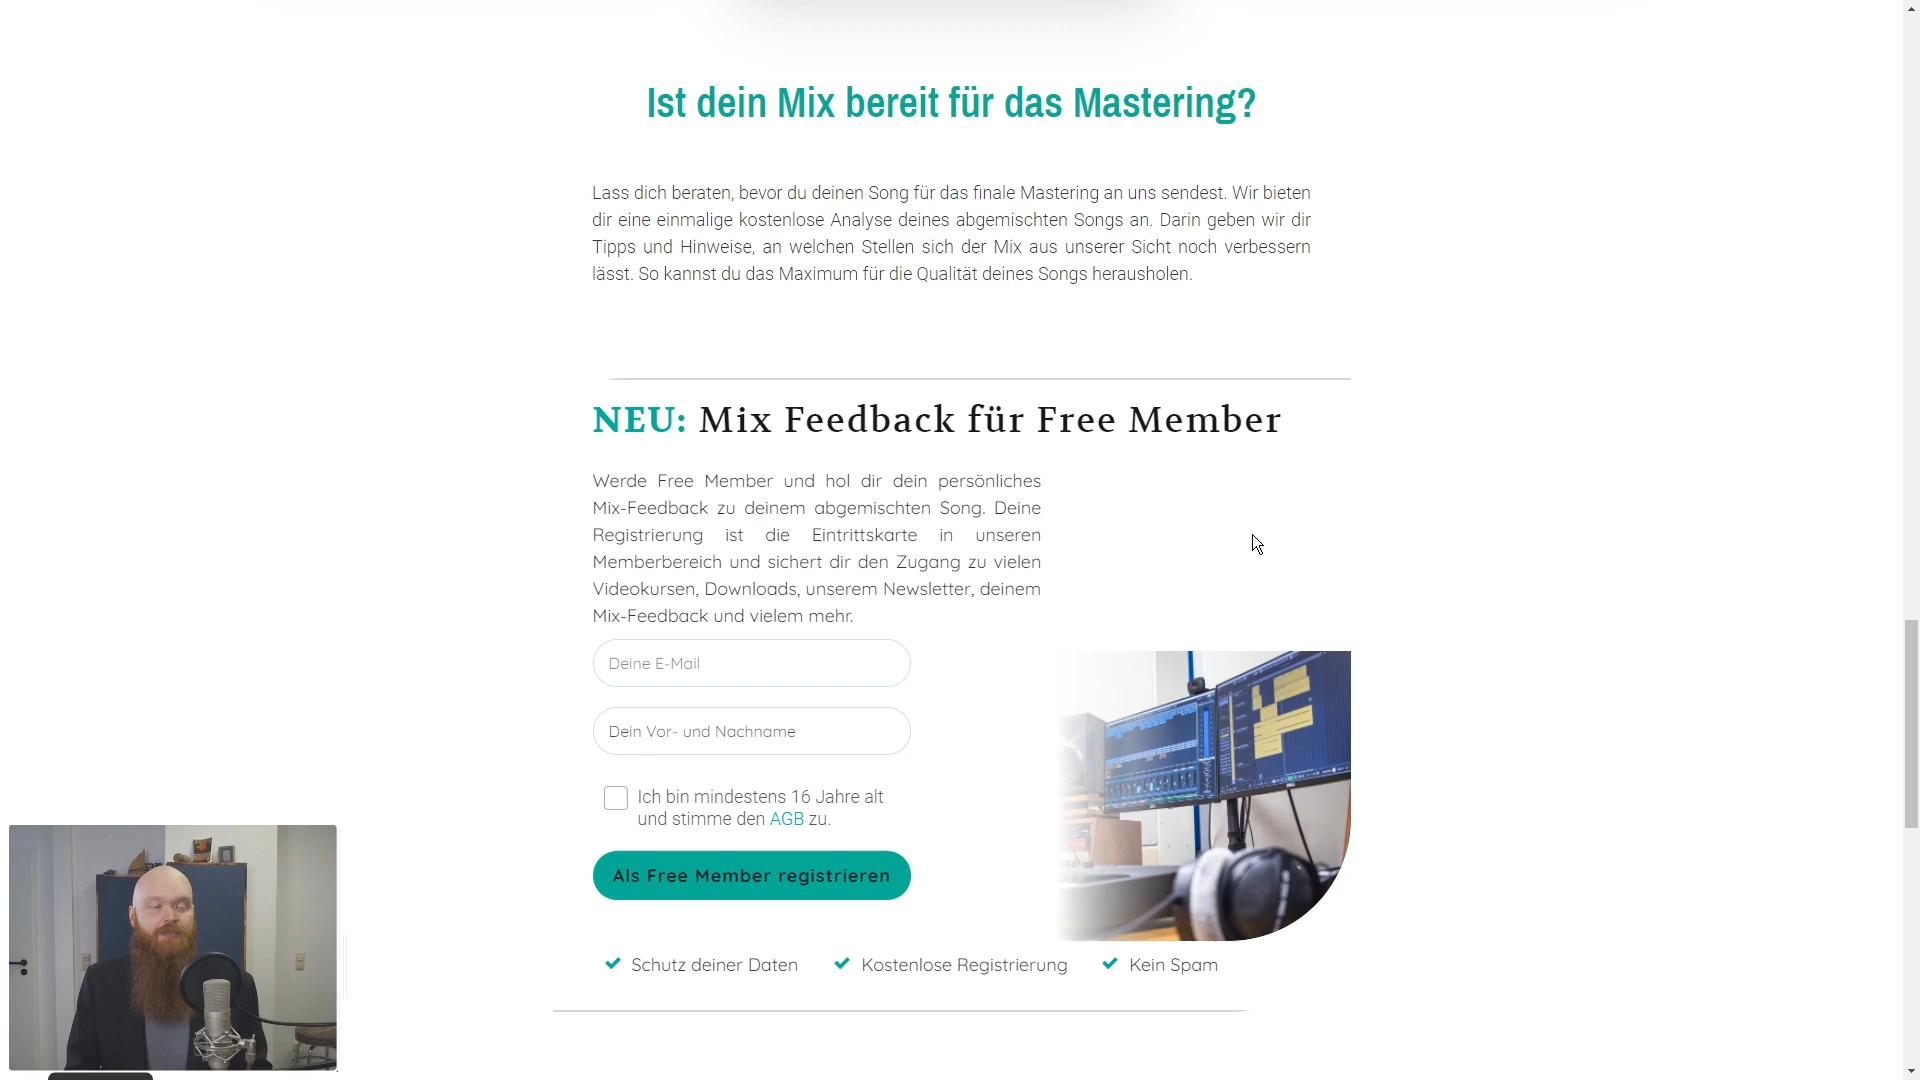 Ist dein Mix bereit für das Mastering?
Lass dich beraten, bevor du deinen Song für das finale Mastering an uns sendest. Wir bieten
dir eine einmalige kostenlose Analyse deines abgemischten Songs an. Darin geben wir dir
Tipps und Hinweise, an welchen Stellen sich der Mix aus unserer Sicht noch verbessern
lässt. So kannst du das Maximum für die Qualität deines Songs herausholen.
NEU: Mix Feedback für Free Member
Werde Free Member und hol dir dein persönliches
Mix-Feedback zu deinem abgemischten Song. Deine
Registrierung ist die Eintrittskarte in unseren
Memberbereich und sichert dir den Zugang zu vielen
Videokursen, Downloads, unserem Newsletter, deinem
Mix-Feedback und vielem mehr.
Deine E-Mail
Dein Vor- und Nachname
Ich bin mindestens 16 Jahre alt
und stimme den AGB zu.
Als Free Member registrieren
Schutz deiner Daten Kostenlose Registrierung Kein Spam